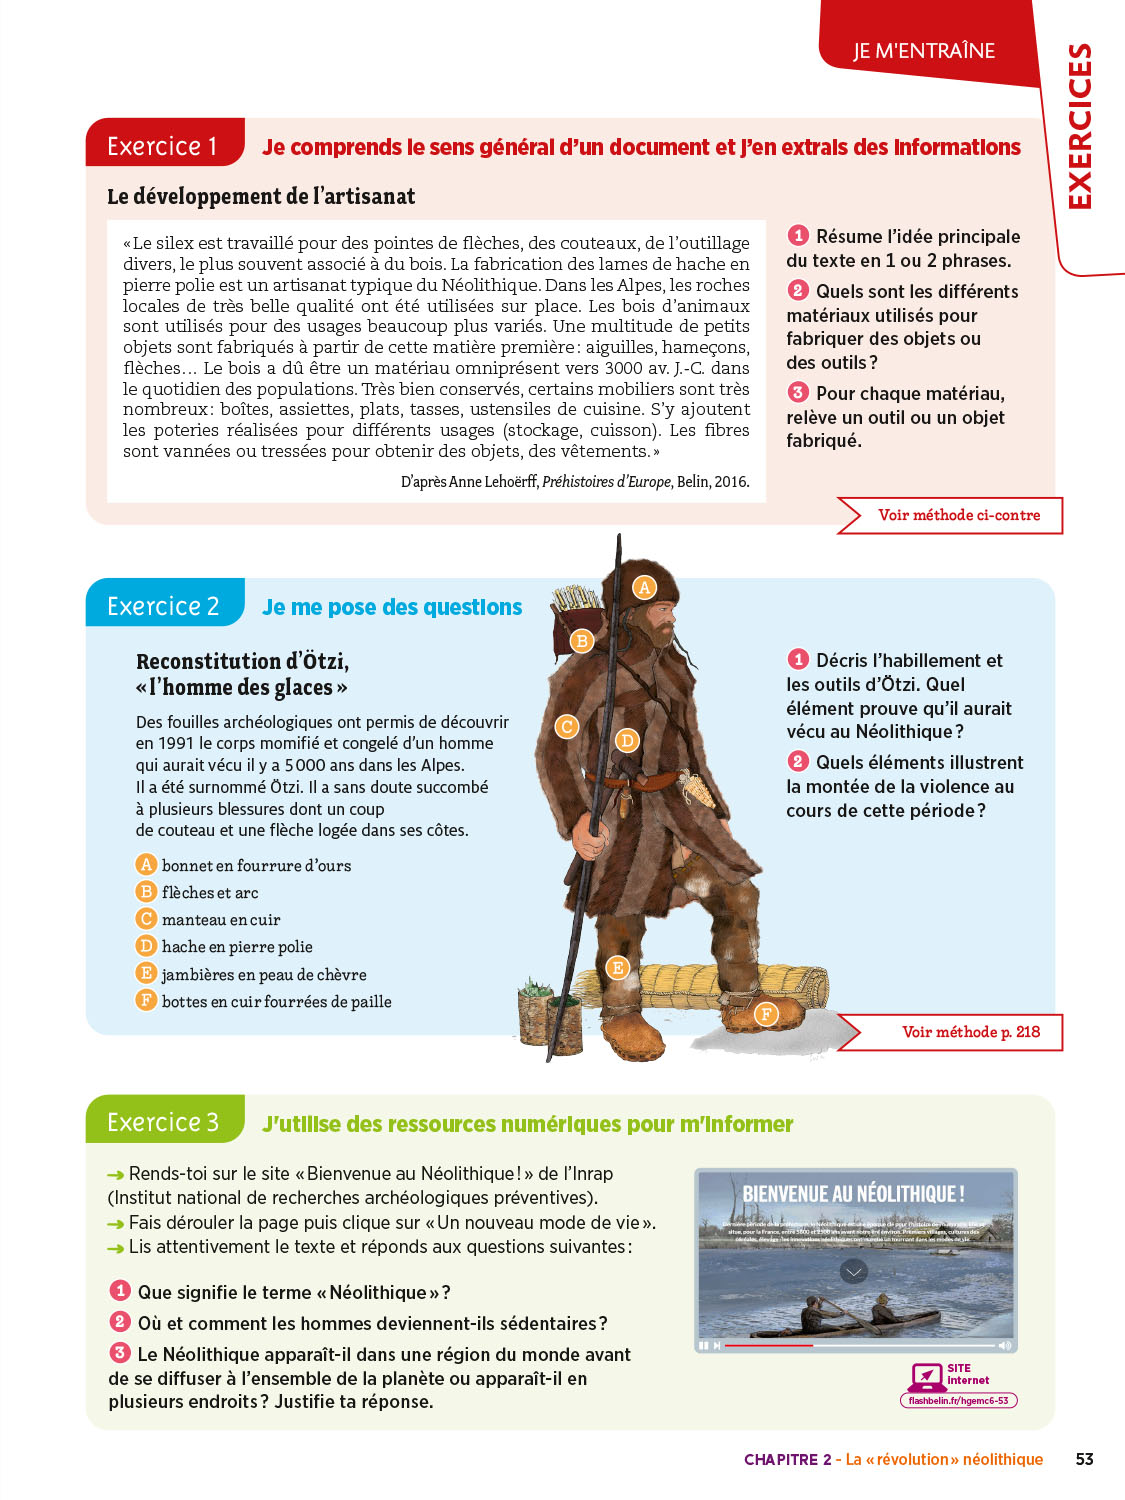 JE M'ENTRAÎNE
EXERCICES
Exercice 1
Je comprends le sens général d'un document et j'en extrais des informations
Le développement de l'artisanat
« Le silex est travaillé pour des pointes de flèches, des couteaux, de l'outillage
divers, le plus souvent associé à du bois. La fabrication des lames de hache en
pierre polie est un artisanat typique du Néolithique. Dans les Alpes, les roches
locales de très belle qualité ont été utilisées sur place. Les bois d'animaux
sont utilisés pour des usages beaucoup plus variés. Une multitude de petits
objets sont fabriqués à partir de cette matière première : aiguilles, hameçons,
flèches... Le bois a dû être un matériau omniprésent vers 3000 av. J.-C. dans
le quotidien des populations. Très bien conservés, certains mobiliers sont très
nombreux : boîtes, assiettes, plats, tasses, ustensiles de cuisine. S'y ajoutent
les poteries réalisées pour différents usages (stockage, cuisson). Les fibres
sont vannées ou tressées pour obtenir des objets, des vêtements. »
D'après Anne Lehoërff, Préhistoires d'Europe, Belin, 2016.
1 Résume l'idée principale
du texte en 1 ou 2 phrases.
2 Quels sont les différents
matériaux utilisés pour
fabriquer des objets ou
des outils ?
3 Pour chaque matériau,
relève un outil ou un objet
fabriqué.
Voir méthode ci-contre
Exercice 2
Je me pose des questions
Reconstitution d'Ötzi,
« l'homme des glaces »
Des fouilles archéologiques ont permis de découvrir
en 1991 le corps momifié et congelé d'un homme
qui aurait vécu il y a 5 000 ans dans les Alpes.
Il a été surnommé Ötzi. Il a sans doute succombé
à plusieurs blessures dont un coup
de couteau et une flèche logée dans ses côtes.
A bonnet en fourrure d'ours
B flèches et arc
C manteau en cuir
D hache en pierre polie
E jambières en peau de chèvre
F bottes en cuir fourrées de paille
A
B
C
D
E
F
1 Décris l'habillement et
les outils d'Ötzi. Quel
élément prouve qu'il aurait
vécu au Néolithique ?
2 Quels éléments illustrent
la montée de la violence au
cours de cette période ?
Voir méthode p. 218
Exercice 3
J'utilise des ressources numériques pour m'informer
→ Rends-toi sur le site « Bienvenue au Néolithique ! » de l'Inrap
(Institut national de recherches archéologiques préventives).
→ Fais dérouler la page puis clique sur « Un nouveau mode de vie ».
→ Lis attentivement le texte et réponds aux questions suivantes :
1 Que signifie le terme « Néolithique » ?
2 Où et comment les hommes deviennent-ils sédentaires ?
3 Le Néolithique apparaît-il dans une région du monde avant
de se diffuser à l'ensemble de la planète ou apparaît-il en
plusieurs endroits ? Justifie ta réponse.
BIENVENUE AU NÉOLITHIQUE !
SITE
internet
flashbelin.fr/hgemc6-53
CHAPITRE 2 - La « révolution » néolithique
53